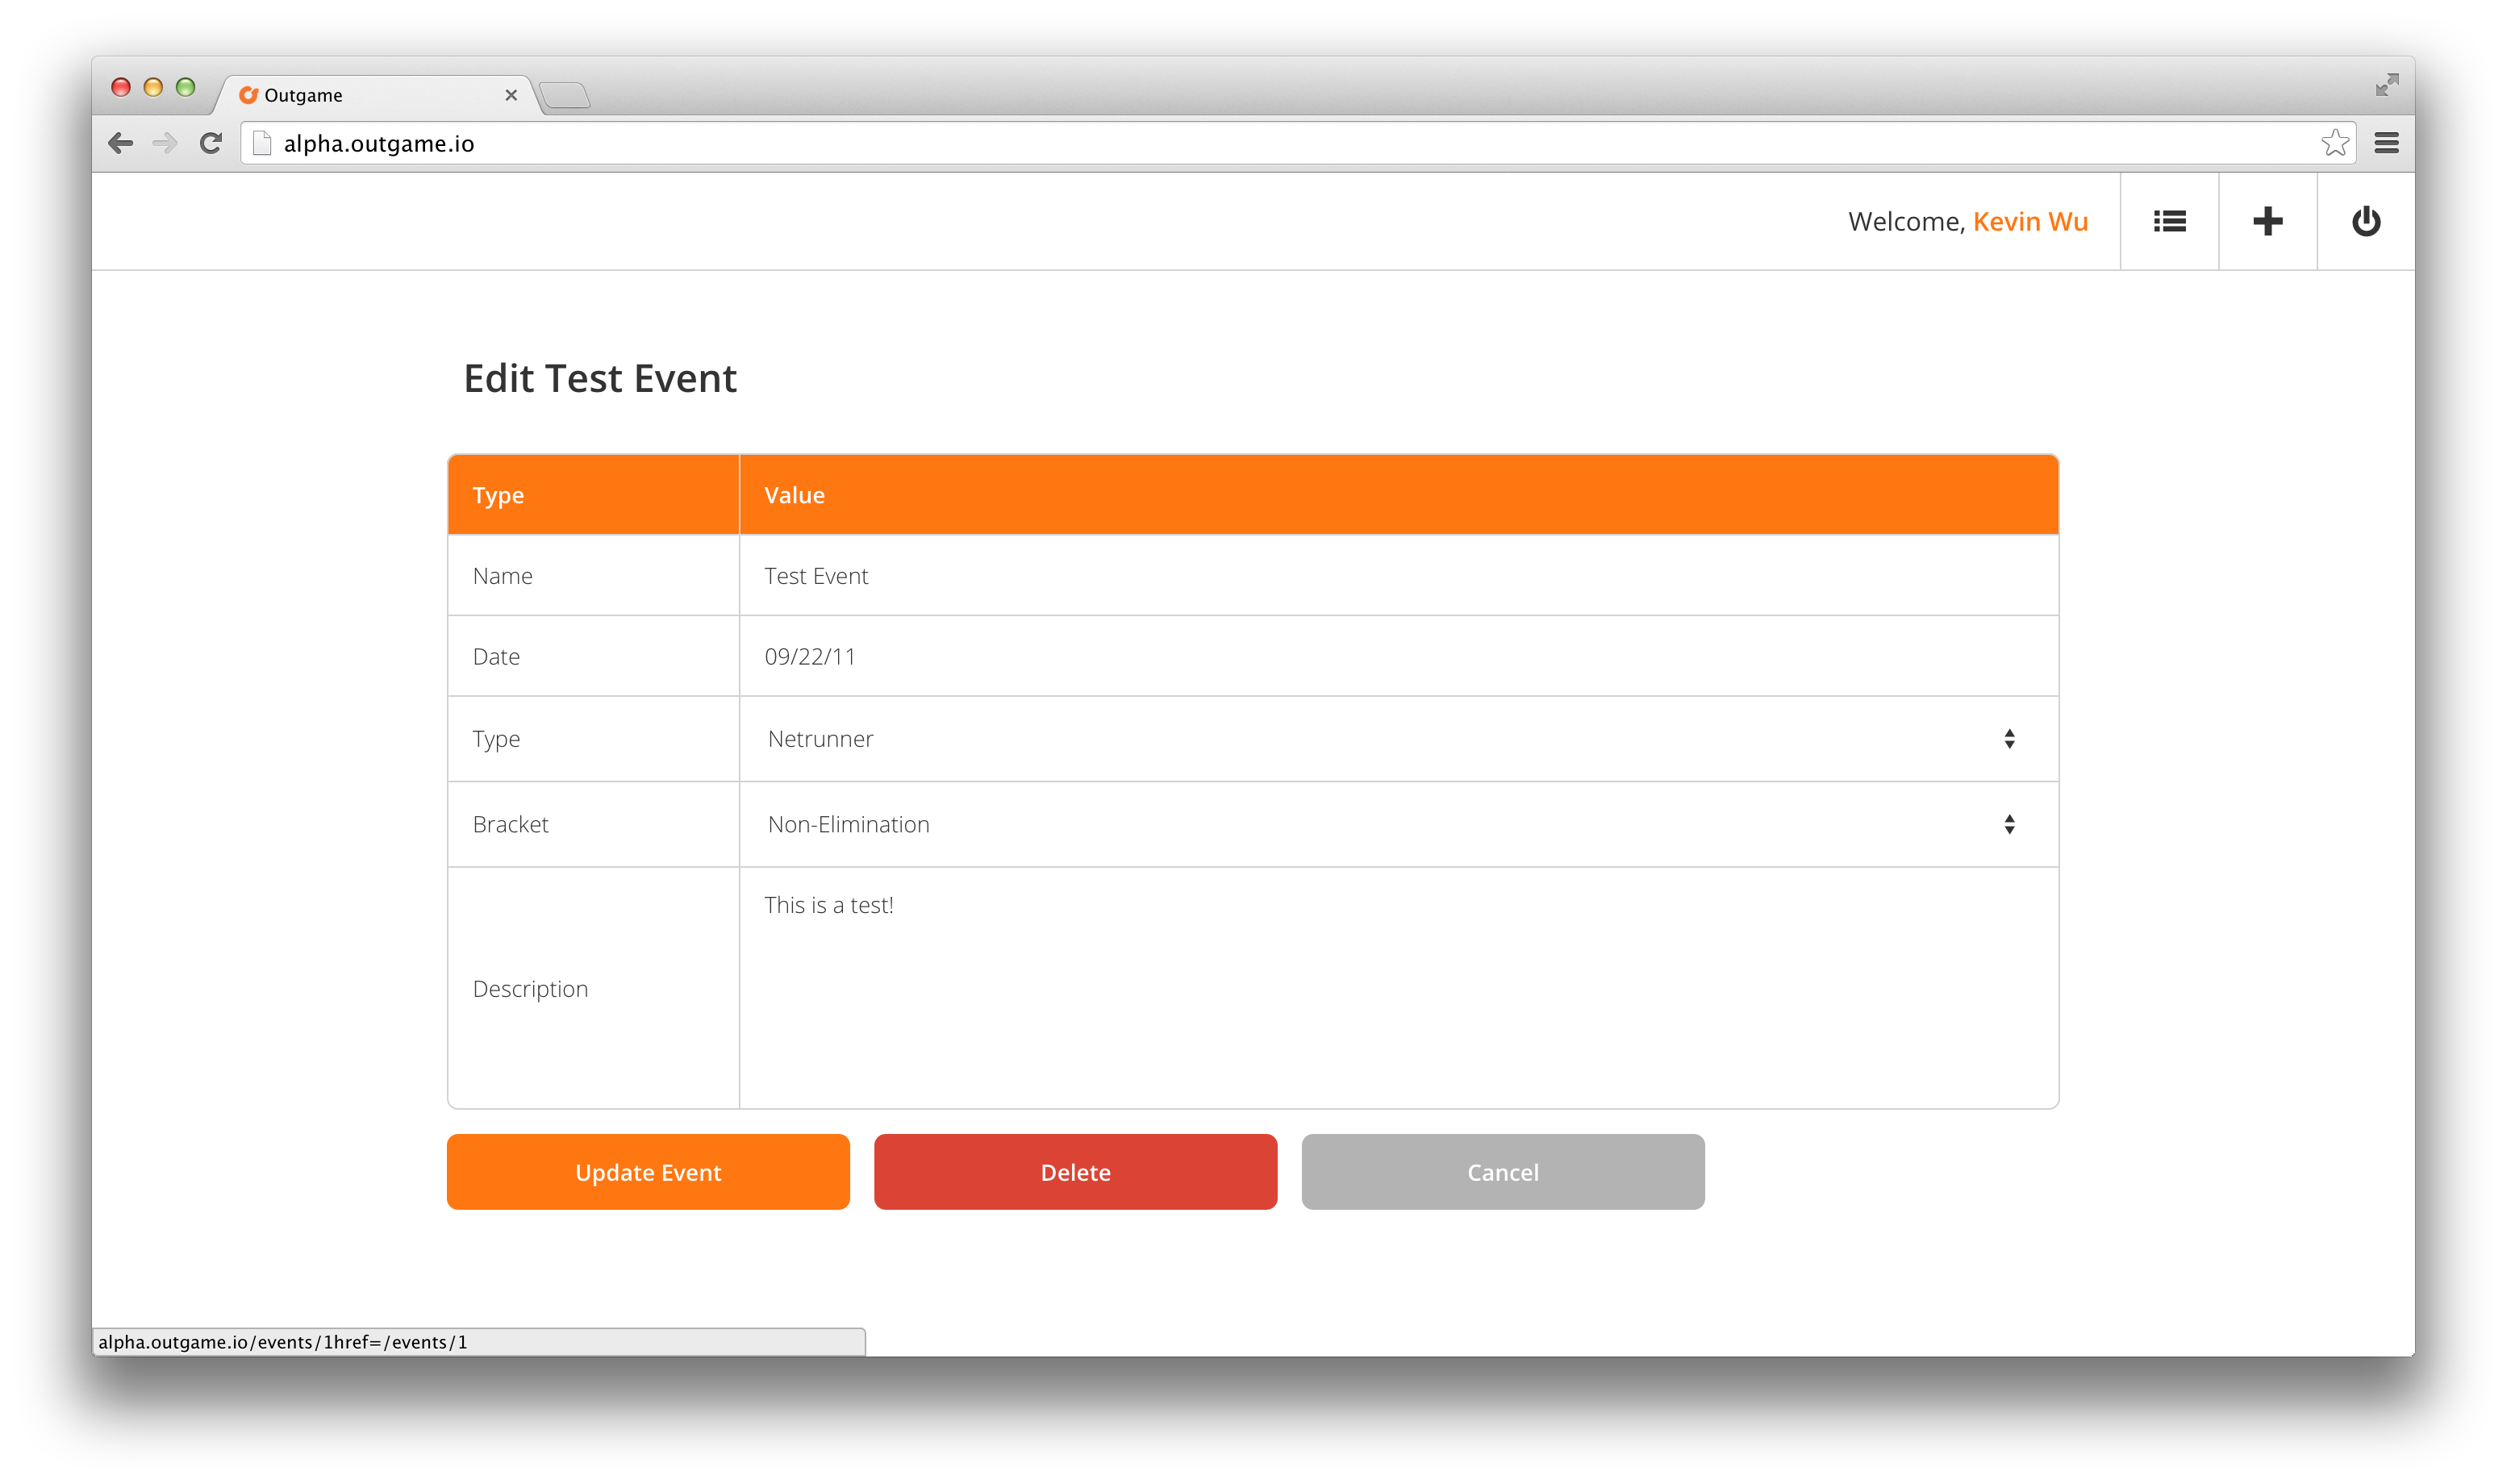 Outgame
alpha.outgame.io
Welcome, Kevin Wu
Edit Test Event
Type Value
Name Test Event
Date 09/22/11
Type Netrunner
Bracket Non-Elimination
This is a test!
Description
Update Event Delete Cancel
alpha.outgame.io/events/1href=/events/1